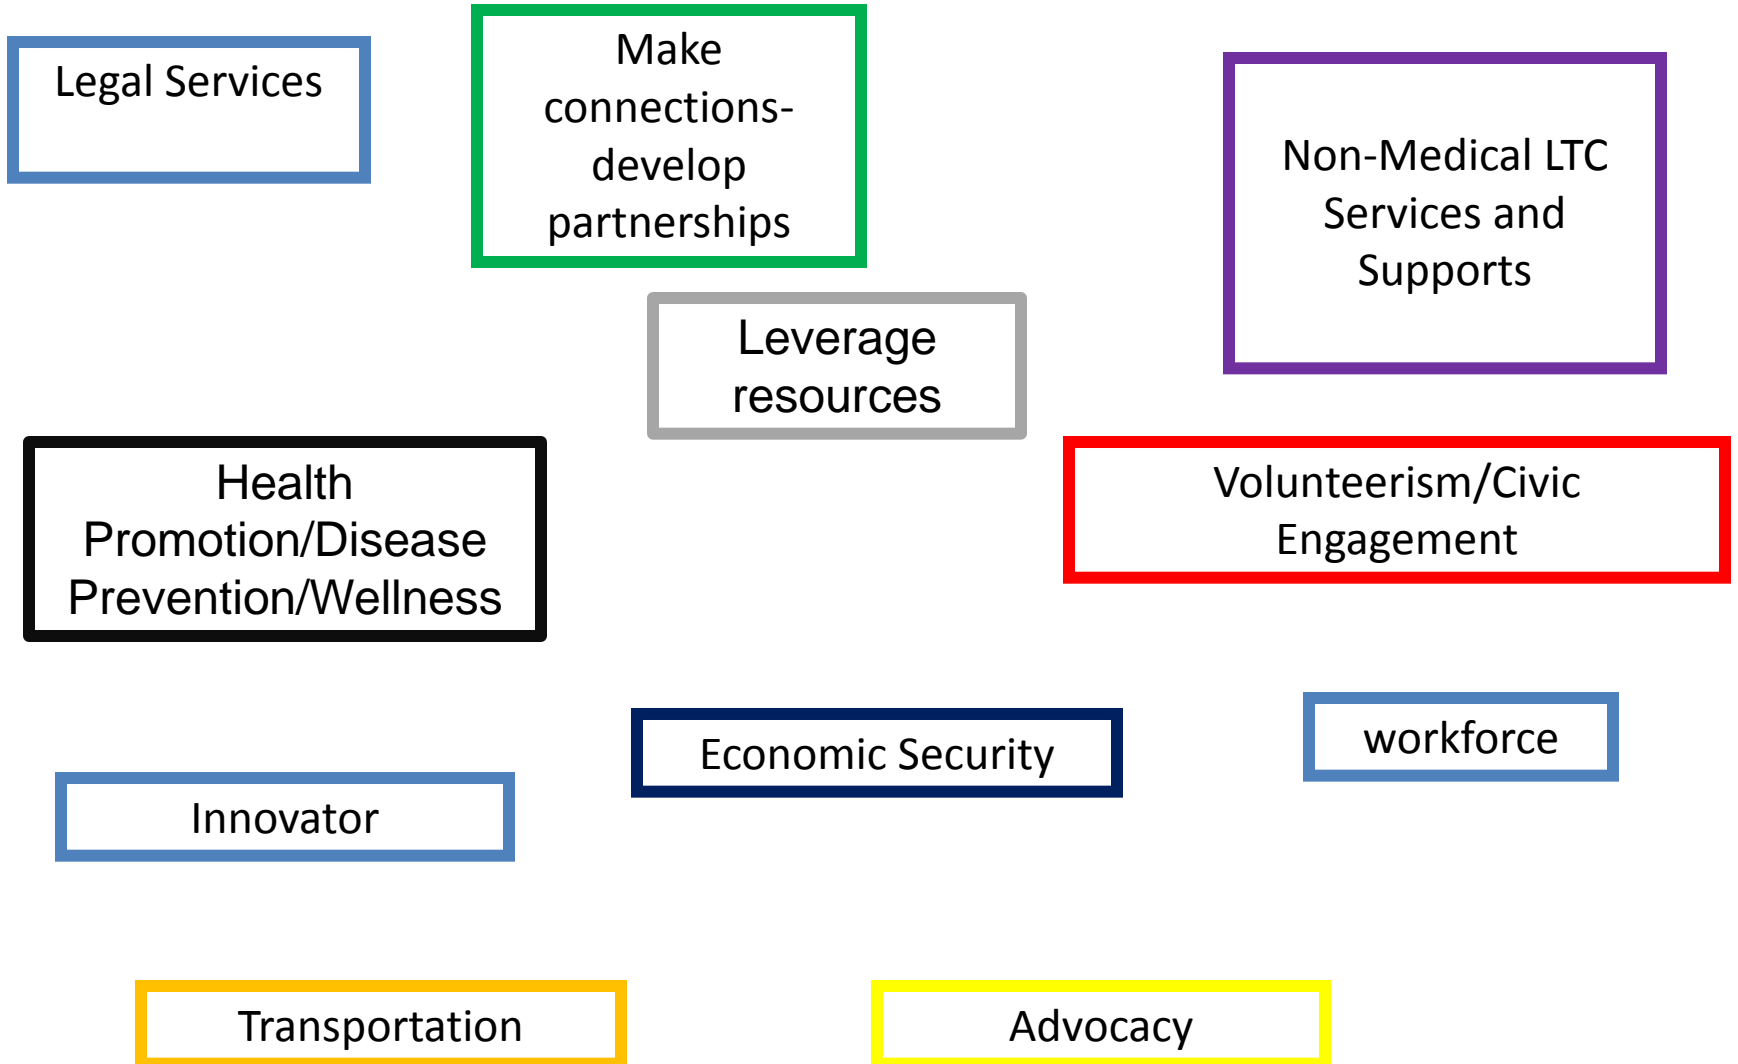 Legal Services
Make
connections-
develop
partnerships
Non-Medical LTC
Services and
Supports
Leverage
resources
Health
Promotion/Disease
Prevention/Wellness
Volunteerism/Civic
Engagement
Economic Security
workforce
Innovator
Transportation
Advocacy